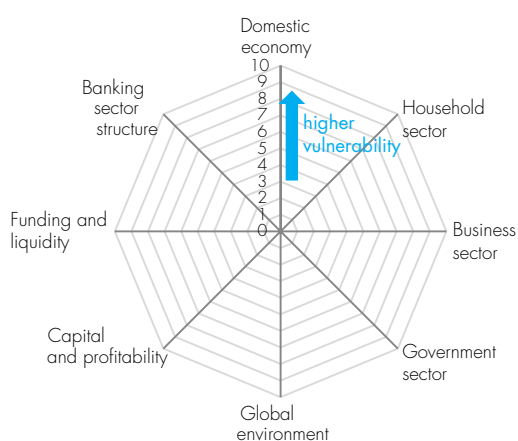 Domestic
economy
10
9
8
7
6
5
4
3
2
1
0
higher
vulnerability
Household
sector
Business
sector
Government
sector
Global
environment
Capital
and profitability
Funding and
liquidity
Banking
sector
structure